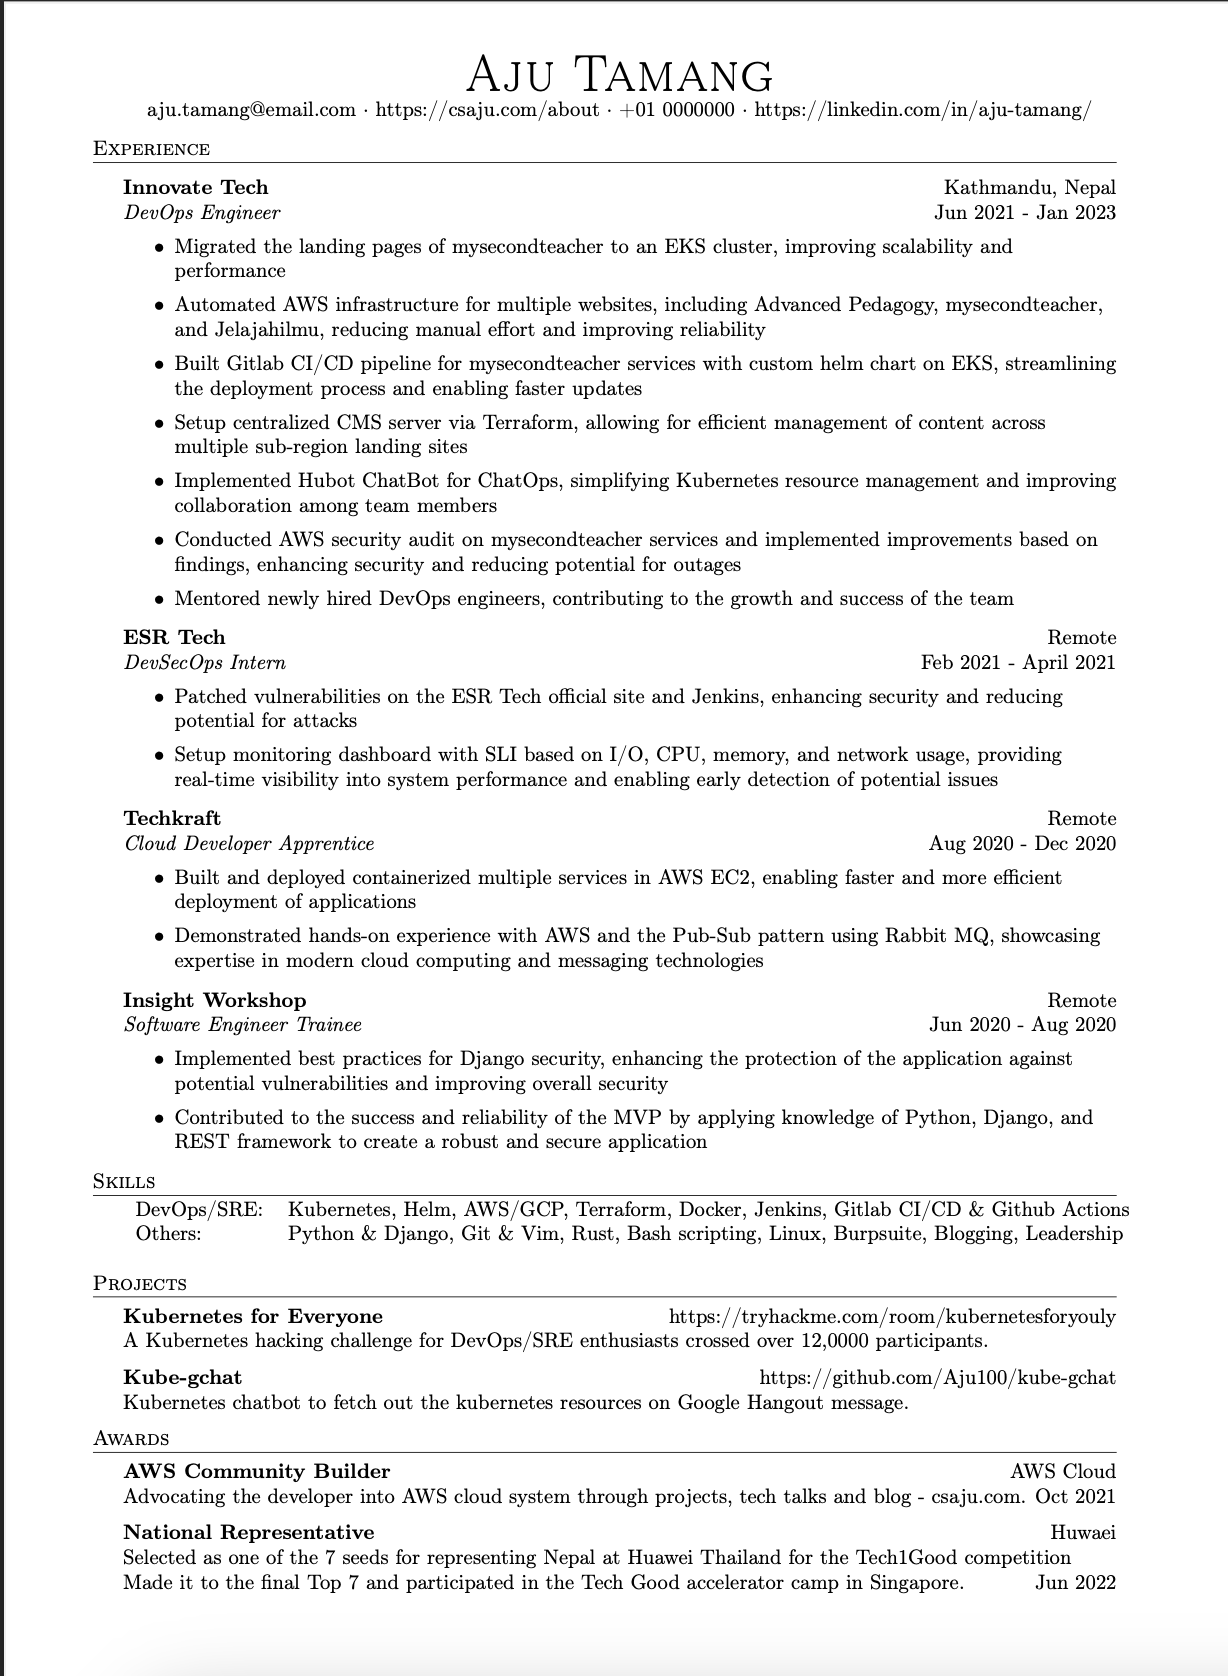 Aju Tamang
aju.tamang@email.com · https://csaju.com/about · +01 0000000 · https://linkedin.com/in/aju-tamang/
Experience
Innovate Tech Kathmandu, Nepal
DevOps Engineer Jun 2021 - Jan 2023
• Migrated the landing pages of mysecondteacher to an EKS cluster, improving scalability and
performance
• Automated AWS infrastructure for multiple websites, including Advanced Pedagogy, mysecondteacher,
and Jelajahilmu, reducing manual effort and improving reliability
• Built Gitlab CI/CD pipeline for mysecondteacher services with custom helm chart on EKS, streamlining
the deployment process and enabling faster updates
• Setup centralized CMS server via Terraform, allowing for efficient management of content across
multiple sub-region landing sites
• Implemented Hubot ChatBot for ChatOps, simplifying Kubernetes resource management and improving
collaboration among team members
• Conducted AWS security audit on mysecondteacher services and implemented improvements based on
findings, enhancing security and reducing potential for outages
• Mentored newly hired DevOps engineers, contributing to the growth and success of the team
ESR Tech Remote
DevSecOps Intern Feb 2021 - April 2021
• Patched vulnerabilities on the ESR Tech official site and Jenkins, enhancing security and reducing
potential for attacks
• Setup monitoring dashboard with SLI based on I/O, CPU, memory, and network usage, providing
real-time visibility into system performance and enabling early detection of potential issues
Techkraft Remote
Cloud Developer Apprentice Aug 2020 - Dec 2020
• Built and deployed containerized multiple services in AWS EC2, enabling faster and more efficient
deployment of applications
• Demonstrated hands-on experience with AWS and the Pub-Sub pattern using Rabbit MQ, showcasing
expertise in modern cloud computing and messaging technologies
Insight Workshop Remote
Software Engineer Trainee Jun 2020 - Aug 2020
• Implemented best practices for Django security, enhancing the protection of the application against
potential vulnerabilities and improving overall security
• Contributed to the success and reliability of the MVP by applying knowledge of Python, Django, and
REST framework to create a robust and secure application
Skills
DevOps/SRE: Kubernetes, Helm, AWS/GCP, Terraform, Docker, Jenkins, Gitlab CI/CD & Github Actions
Others: Python & Django, Git & Vim, Rust, Bash scripting, Linux, Burpsuite, Blogging, Leadership
Projects
Kubernetes for Everyone https://tryhackme.com/room/kubernetesforyouly
A Kubernetes hacking challenge for DevOps/SRE enthusiasts crossed over 12,0000 participants.
Kube-gchat https://github.com/Aju100/kube-gchat
Kubernetes chatbot to fetch out the kubernetes resources on Google Hangout message.
Awards
AWS Community Builder AWS Cloud
Advocating the developer into AWS cloud system through projects, tech talks and blog - csaju.com. Oct 2021
National Representative Huwaei
Selected as one of the 7 seeds for representing Nepal at Huawei Thailand for the Tech1Good competition
Made it to the final Top 7 and participated in the Tech Good accelerator camp in Singapore. Jun 2022